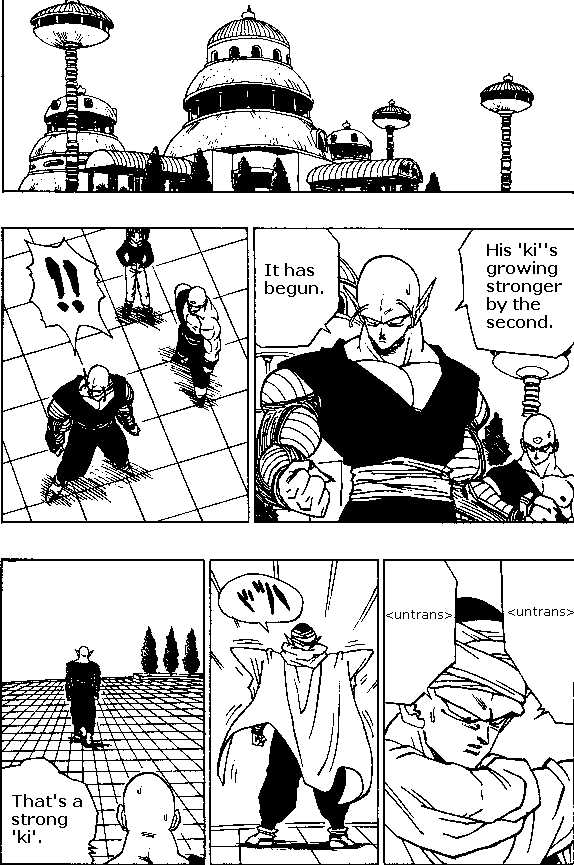 !!
It has
begun.
His 'ki''s
growing
stronger
by the
second.
That's a
strong
'ki'.
<untrans>
<untrans>